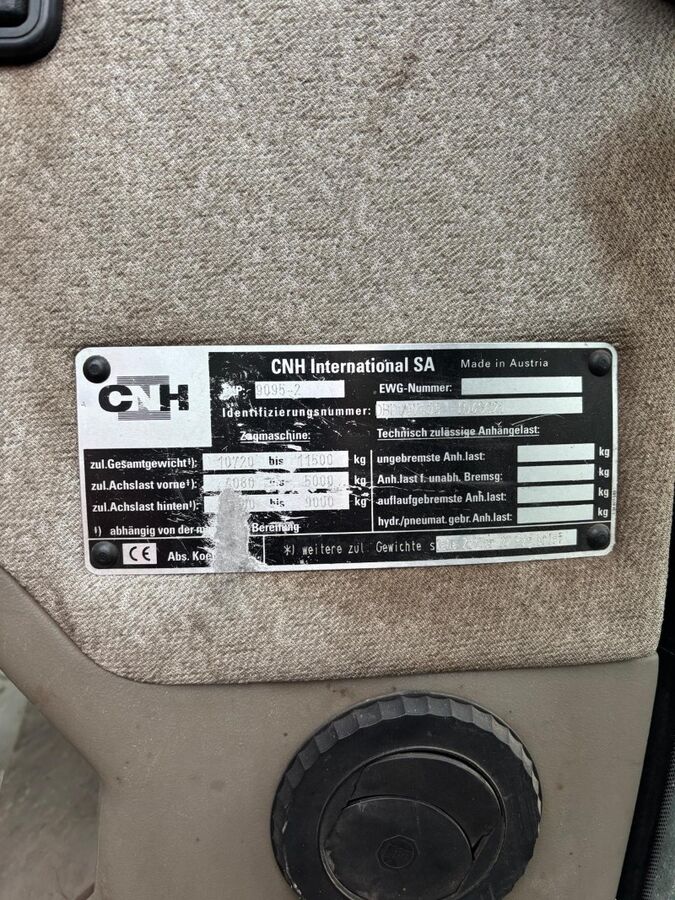 CNH
CNH International SA Made in Austria
9095-2 EWG-Nummer:
Identifizierungsnummer:
Zugmaschine: Technisch zulässige Anhängelast:
zul.Gesamtgewicht¹): 10720 bis 11500 kg ungebremste Anh.last: kg
zul.Achslast vorne¹): 5000 kg Anh.last f. unabh. Bremsg: kg
zul.Achslast hinten¹): bis 9000 kg auflaufgebremste Anh.last: kg
¹) abhängig von der Bereifung hydr./pneumat.gebr.Anh.last: kg
CE Abs. *) weitere zul. Gewichte